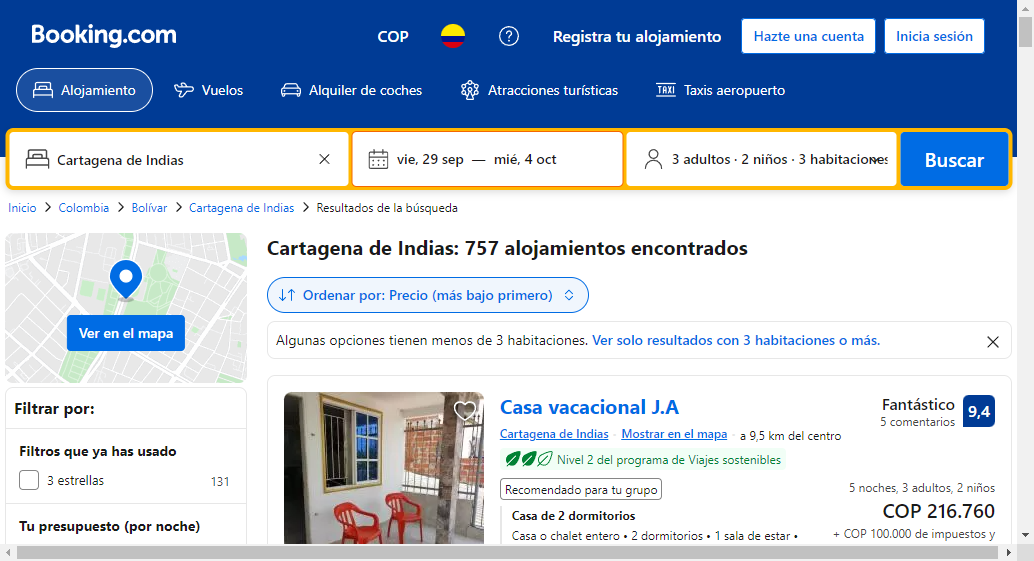 Booking.com
COP
Registra tu alojamiento
Hazte una cuenta
Inicia sesión
Alojamiento
Vuelos
Alquiler de coches
Atracciones turísticas
TAXI
Taxis aeropuerto
Cartagena de Indias
vie, 29 sep — mié, 4 oct
3 adultos · 2 niños · 3 habitaciones
Buscar
Inicio > Colombia > Bolívar > Cartagena de Indias > Resultados de la búsqueda
Ver en el mapa
Filtrar por:
Filtros que ya has usado
3 estrellas 131
Tu presupuesto (por noche)
Cartagena de Indias: 757 alojamientos encontrados
Ordenar por: Precio (más bajo primero)
Algunas opciones tienen menos de 3 habitaciones. Ver solo resultados con 3 habitaciones o más.
Casa vacacional J.A
Fantástico
5 comentarios
9,4
Cartagena de Indias · Mostrar en el mapa · a 9,5 km del centro
Nivel 2 del programa de Viajes sostenibles
Recomendado para tu grupo
Casa de 2 dormitorios
Casa o chalet entero • 2 dormitorios • 1 sala de estar •
5 noches, 3 adultos, 2 niños
COP 216.760
+ COP 100.000 de impuestos y